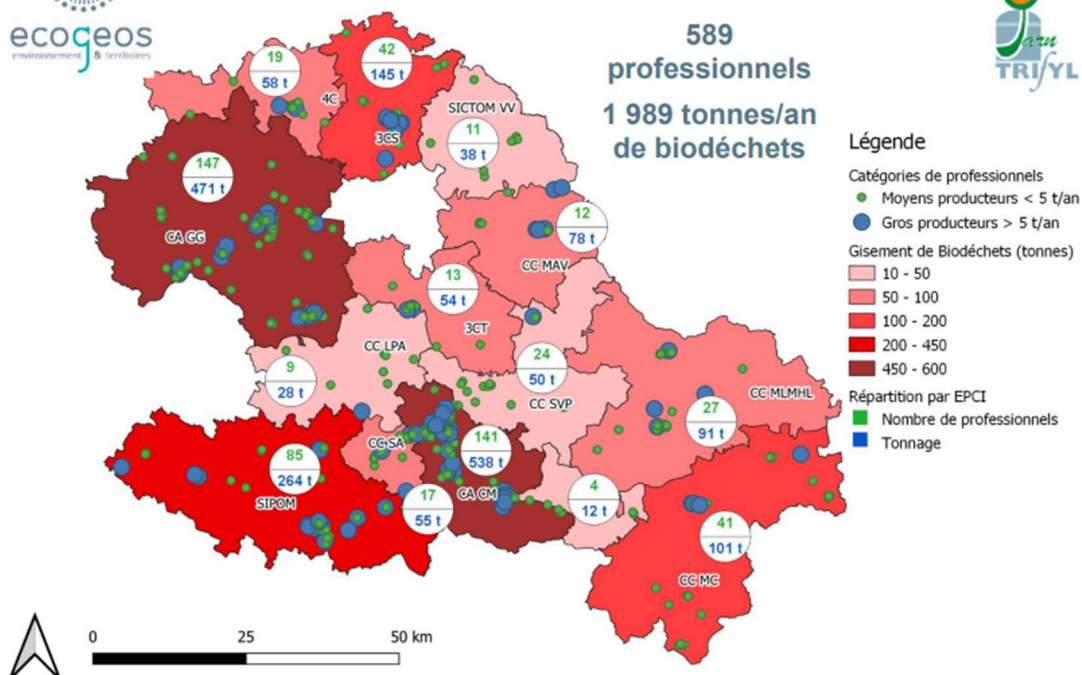 ecogeos
environnement & territoires
589
professionnels
1 989 tonnes/an
de biodéchets
Tarn
TRIFYL
19
58 t
4C
42
145 t
3CS
SICTOM VV
11
38 t
147
471 t
CA GG
12
78 t
CC MAV
13
54 t
3CT
CC LPA
9
28 t
24
50 t
CC SVP
CC MLMHL
27
91 t
CC SA
85
264 t
SIPOM
141
538 t
CA CM
17
55 t
4
12 t
41
101 t
CC MC
Légende
Catégories de professionnels
Moyens producteurs < 5 t/an
Gros producteurs > 5 t/an
Gisement de Biodéchets (tonnes)
10 - 50
50 - 100
100 - 200
200 - 450
450 - 600
Répartition par EPCI
Nombre de professionnels
Tonnage
0 25 50 km